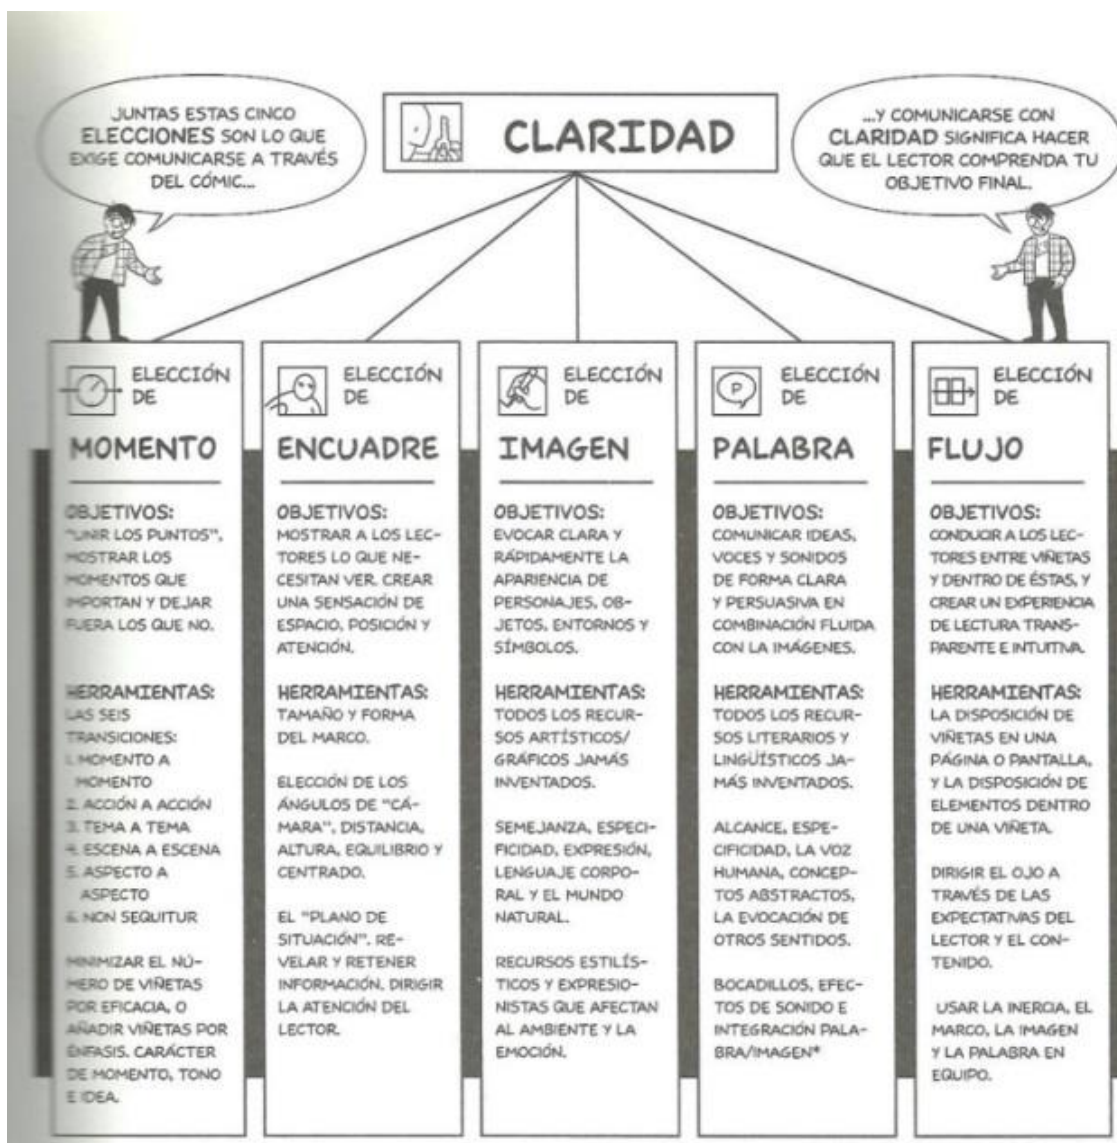 JUNTAS ESTAS CINCO
ELECCIONES SON LO QUE
EXIGE COMUNICARSE A TRAVÉS
DEL CÓMIC...
CLARIDAD
...Y COMUNICARSE CON
CLARIDAD SIGNIFICA HACER
QUE EL LECTOR COMPRENDA TU
OBJETIVO FINAL.
ELECCIÓN
DE
MOMENTO
OBJETIVOS:
"UNIR LOS PUNTOS",
MOSTRAR LOS
MOMENTOS QUE
IMPORTAN Y DEJAR
FUERA LOS QUE NO.
HERRAMIENTAS:
LAS SEIS
TRANSICIONES:
1. MOMENTO A
MOMENTO
2. ACCIÓN A ACCIÓN
3. TEMA A TEMA
4. ESCENA A ESCENA
5. ASPECTO A
ASPECTO
6. NON SEQUITUR
MINIMIZAR EL NÚ-
MERO DE VIÑETAS
POR EFICACIA, O
AÑADIR VIÑETAS POR
ÉNFASIS. CARÁCTER
DE MOMENTO, TONO
E IDEA.
ELECCIÓN
DE
ENCUADRE
OBJETIVOS:
MOSTRAR A LOS LEC-
TORES LO QUE NE-
CESITAN VER. CREAR
UNA SENSACIÓN DE
ESPACIO, POSICIÓN Y
ATENCIÓN.
HERRAMIENTAS:
TAMAÑO Y FORMA
DEL MARCO.
ELECCIÓN DE LOS
ÁNGULOS DE "CÁ-
MARA", DISTANCIA,
ALTURA, EQUILIBRIO Y
CENTRADO.
EL "PLANO DE
SITUACIÓN". RE-
VELAR Y RETENER
INFORMACIÓN. DIRIGIR
LA ATENCIÓN DEL
LECTOR.
ELECCIÓN
DE
IMAGEN
OBJETIVOS:
EVOCAR CLARA Y
RÁPIDAMENTE LA
APARIENCIA DE
PERSONAJES, OB-
JETOS, ENTORNOS Y
SÍMBOLOS.
HERRAMIENTAS:
TODOS LOS RECUR-
SOS ARTÍSTICOS/
GRÁFICOS JAMÁS
INVENTADOS.
SEMEJANZA, ESPECI-
FICIDAD, EXPRESIÓN,
LENGUAJE CORPO-
RAL Y EL MUNDO
NATURAL.
RECURSOS ESTILÍS-
TICOS Y EXPRESIO-
NISTAS QUE AFECTAN
AL AMBIENTE Y LA
EMOCIÓN.
P
ELECCIÓN
DE
PALABRA
OBJETIVOS:
COMUNICAR IDEAS,
VOCES Y SONIDOS
DE FORMA CLARA
Y PERSUASIVA EN
COMBINACIÓN FLUIDA
CON LA IMÁGENES.
HERRAMIENTAS:
TODOS LOS RECUR-
SOS LITERARIOS Y
LINGÜÍSTICOS JA-
MÁS INVENTADOS.
ALCANCE, ESPE-
CIFICIDAD, LA VOZ
HUMANA, CONCEP-
TOS ABSTRACTOS,
LA EVOCACIÓN DE
OTROS SENTIDOS.
BOCADILLOS, EFEC-
TOS DE SONIDO E
INTEGRACIÓN PALA-
BRA/IMAGEN*
ELECCIÓN
DE
FLUJO
OBJETIVOS:
CONDUCIR A LOS LEC-
TORES ENTRE VIÑETAS
Y DENTRO DE ÉSTAS, Y
CREAR UN EXPERIENCIA
DE LECTURA TRANS-
PARENTE E INTUITIVA.
HERRAMIENTAS:
LA DISPOSICIÓN DE
VIÑETAS EN UNA
PÁGINA O PANTALLA,
Y LA DISPOSICIÓN DE
ELEMENTOS DENTRO
DE UNA VIÑETA.
DIRIGIR EL OJO A
TRAVÉS DE LAS
EXPECTATIVAS DEL
LECTOR Y EL CON-
TENIDO.
USAR LA INERCIA, EL
MARCO, LA IMAGEN
Y LA PALABRA EN
EQUIPO.